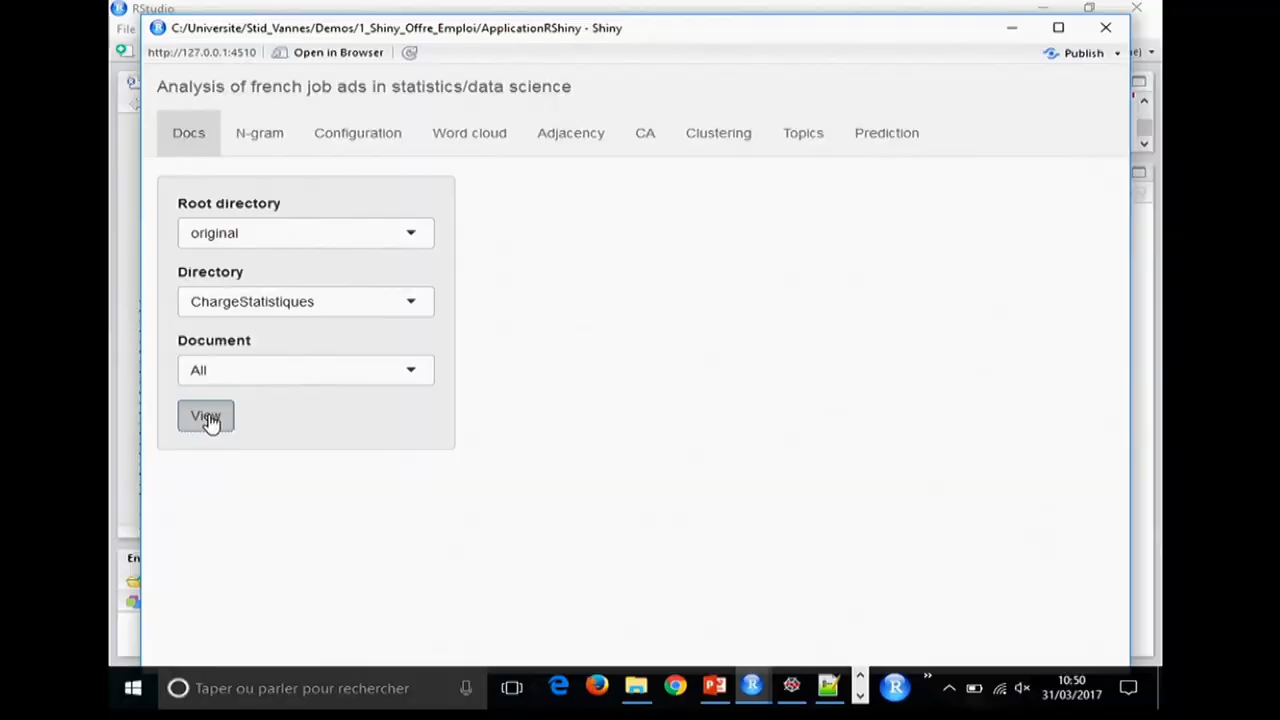 RStudio
File
C:/Universite/Stid_Vannes/Demos/1_Shiny_Offre_Emploi/ApplicationRShiny - Shiny
http://127.0.0.1:4510 Open in Browser Publish
Analysis of french job ads in statistics/data science
Docs N-gram Configuration Word cloud Adjacency CA Clustering Topics Prediction
Root directory
original
Directory
ChargeStatistiques
Document
All
View
En
Taper ou parler pour rechercher
10:50
31/03/2017